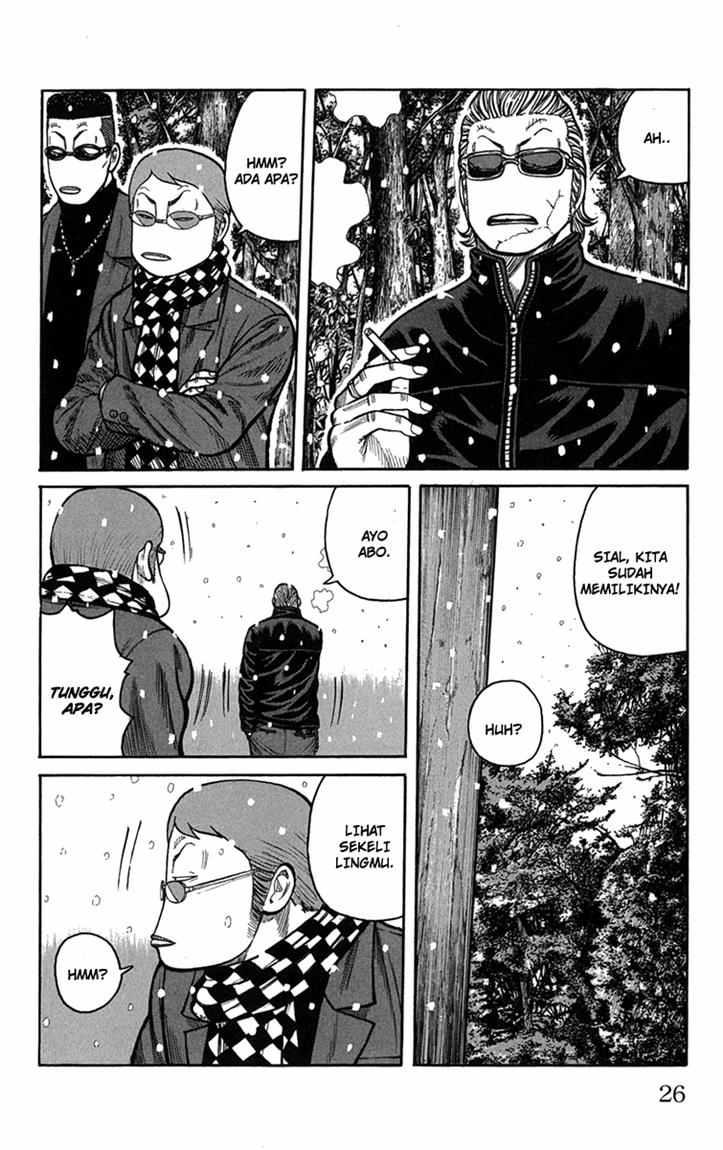 AH..
HMM?
ADA APA?
SIAL, KITA
SUDAH
MEMILIKINYA!
HUH?
AYO
ABO.
TUNGGU,
APA?
LIHAT
SEKELI
LINGMU.
HMM?
26